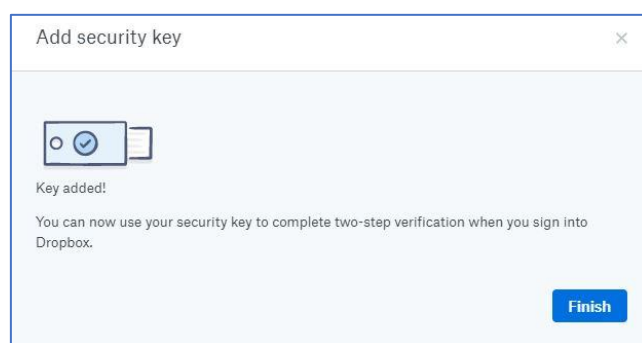 Add security key
Key added!
You can now use your security key to complete two-step verification when you sign into
Dropbox.
Finish